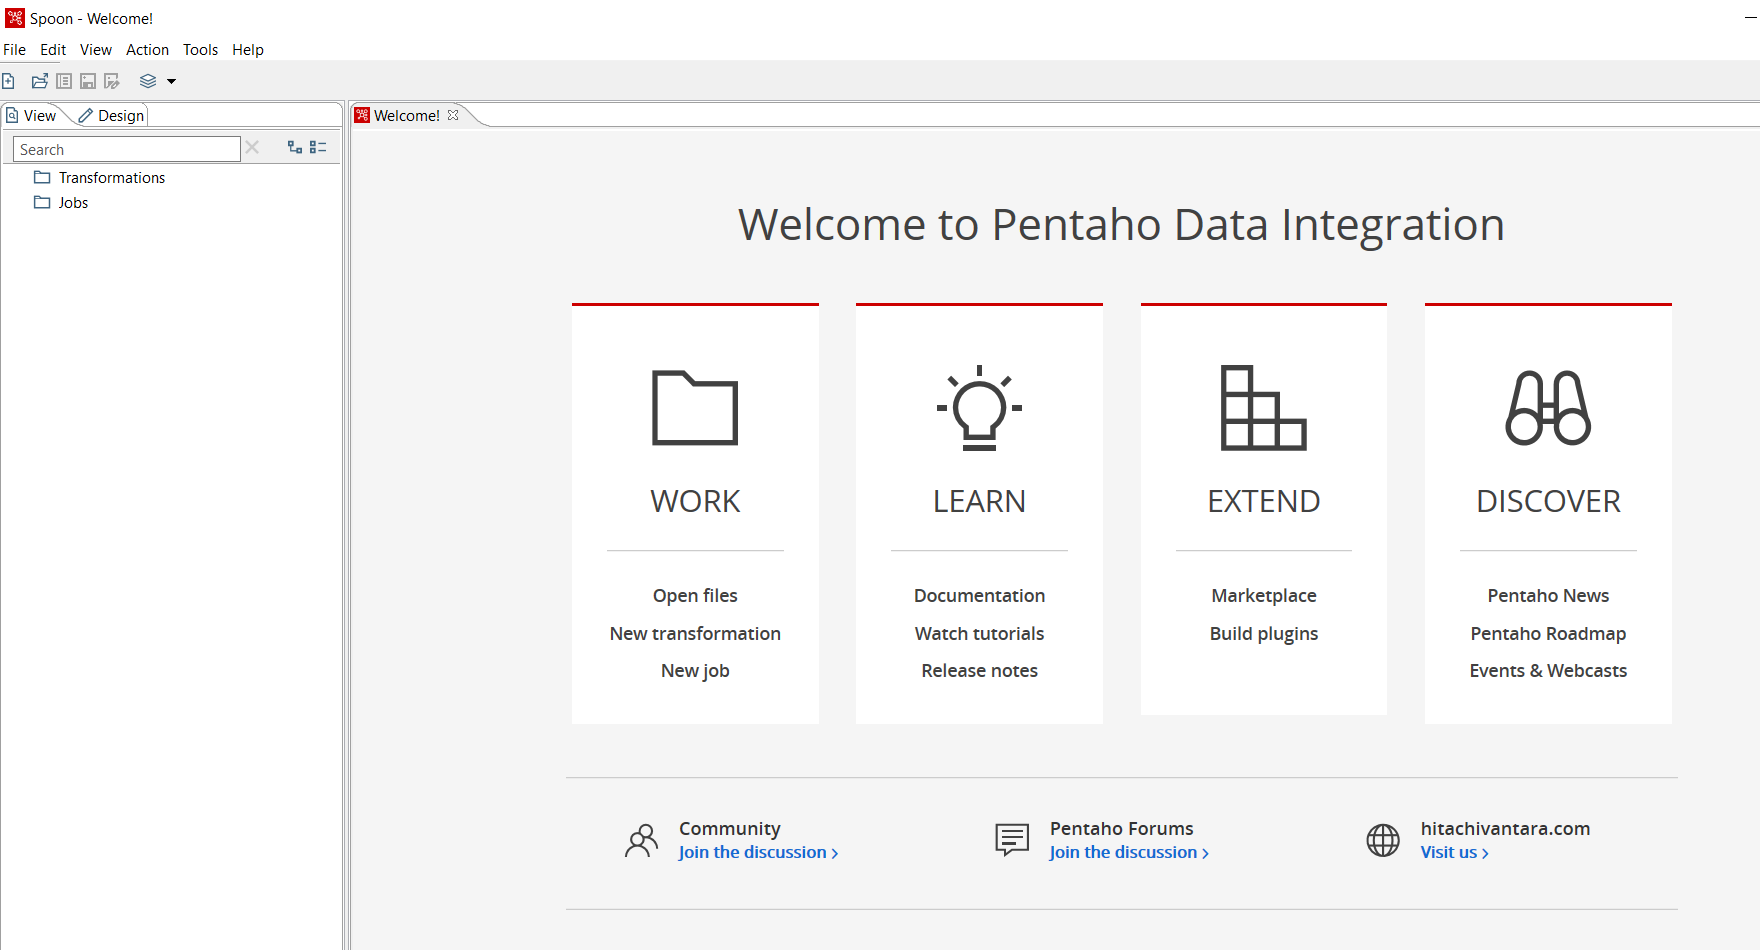 Spoon - Welcome!
File Edit View Action Tools Help
View Design
Welcome!
Search
Transformations
Jobs
Welcome to Pentaho Data Integration
WORK
Open files
New transformation
New job
LEARN
Documentation
Watch tutorials
Release notes
EXTEND
Marketplace
Build plugins
DISCOVER
Pentaho News
Pentaho Roadmap
Events & Webcasts
Community
Join the discussion >
Pentaho Forums
Join the discussion >
hitachivantara.com
Visit us >